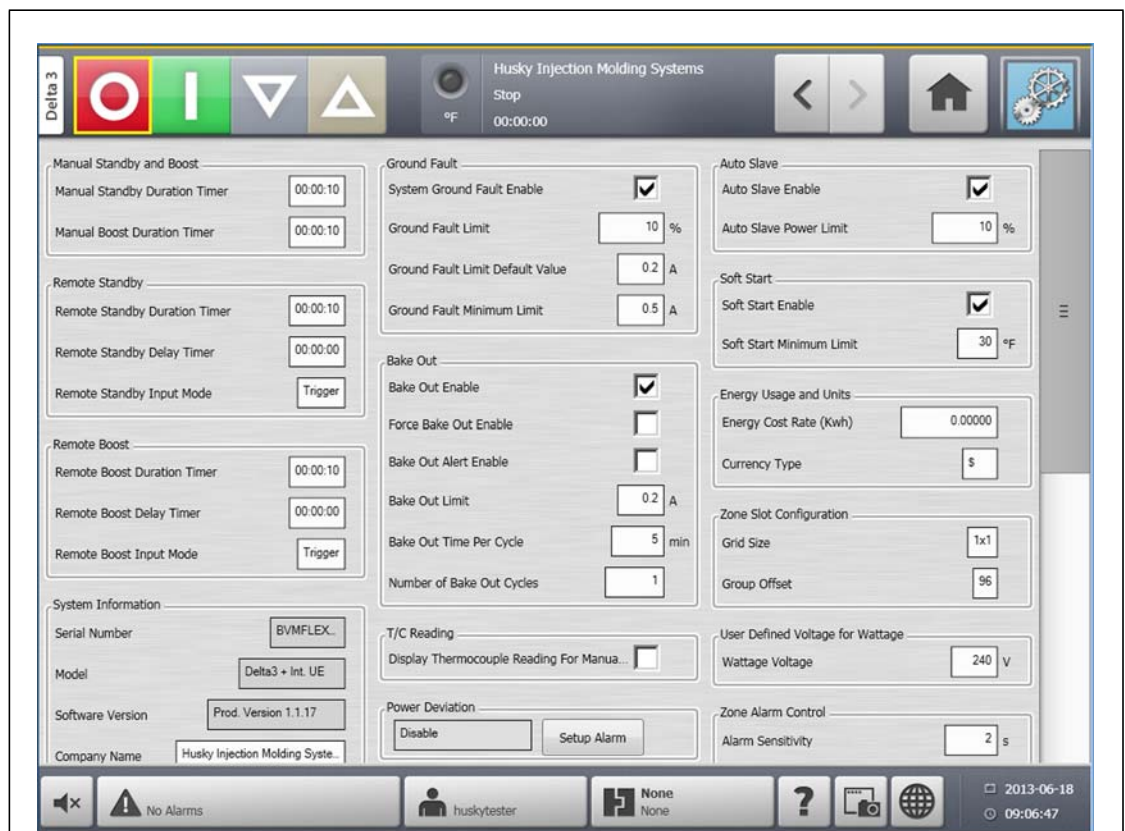 Delta 3
°F
Husky Injection Molding Systems
Stop
00:00:00
Manual Standby and Boost
Manual Standby Duration Timer 00:00:10
Manual Boost Duration Timer 00:00:10
Remote Standby
Remote Standby Duration Timer 00:00:10
Remote Standby Delay Timer 00:00:00
Remote Standby Input Mode Trigger
Remote Boost
Remote Boost Duration Timer 00:00:10
Remote Boost Delay Timer 00:00:00
Remote Boost Input Mode Trigger
System Information
Serial Number BVMFLEX...
Model Delta3 + Int. UE
Software Version Prod. Version 1.1.17
Company Name Husky Injection Molding Syste...
Ground Fault
System Ground Fault Enable
Ground Fault Limit 10 %
Ground Fault Limit Default Value 0.2 A
Ground Fault Minimum Limit 0.5 A
Bake Out
Bake Out Enable
Force Bake Out Enable
Bake Out Alert Enable
Bake Out Limit 0.2 A
Bake Out Time Per Cycle 5 min
Number of Bake Out Cycles 1
T/C Reading
Display Thermocouple Reading For Manua...
Power Deviation
Disable Setup Alarm
Auto Slave
Auto Slave Enable
Auto Slave Power Limit 10 %
Soft Start
Soft Start Enable
Soft Start Minimum Limit 30 °F
Energy Usage and Units
Energy Cost Rate (Kwh) 0.00000
Currency Type $
Zone Slot Configuration
Grid Size 1x1
Group Offset 96
User Defined Voltage for Wattage
Wattage Voltage 240 V
Zone Alarm Control
Alarm Sensitivity 2 s
No Alarms
huskytester
None
None
?
2013-06-18
09:06:47